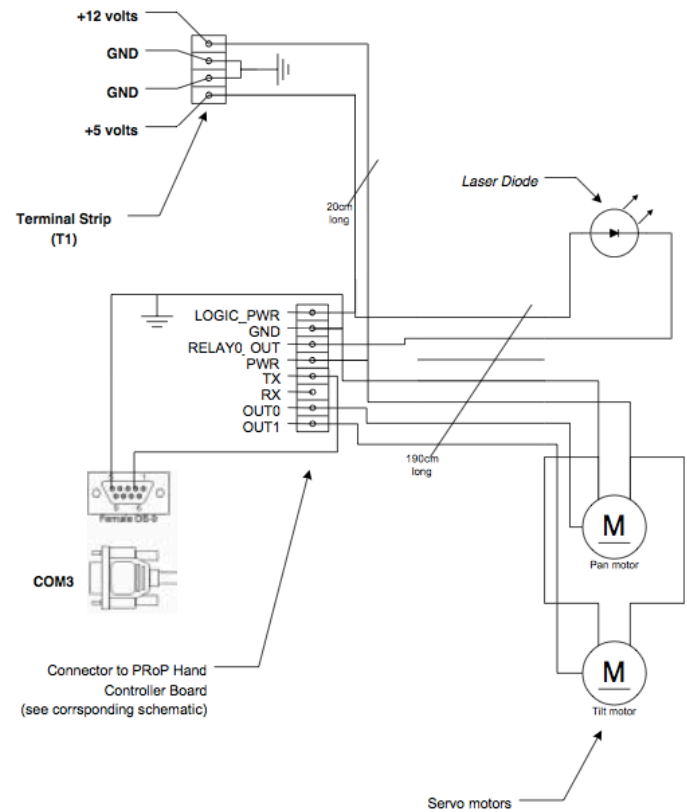 +12 volts
GND
GND
+5 volts
Terminal Strip
(T1)
20cm
long
Laser Diode
LOGIC_PWR
GND
RELAY0_OUT
PWR
TX
RX
OUT0
OUT1
190cm
long
Female DB-9
COM3
M
Pan motor
M
Tilt motor
Connector to PRoP Hand
Controller Board
(see corrsponding schematic)
Servo motors